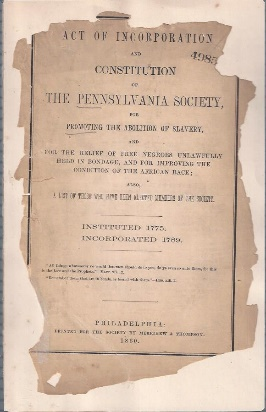 ACT OF INCORPORATION
4985
AND
CONSTITUTION
OF
THE PENNSYLVANIA SOCIETY,
FOR
PROMOTING THE ABOLITION OF SLAVERY,
AND
FOR THE RELIEF OF FREE NEGROES UNLAWFULLY
HELD IN BONDAGE, AND FOR IMPROVING THE
CONDITION OF THE AFRICAN RACE;
ALSO,
A LIST OF THOSE WHO HAVE BEEN ELECTED MEMBERS OF THE SOCIETY.
INSTITUTED 1775.
INCORPORATED 1789.
PHILADELPHIA:
PRINTED FOR THE SOCIETY BY MERRIHEW & THOMPSON.
1860.